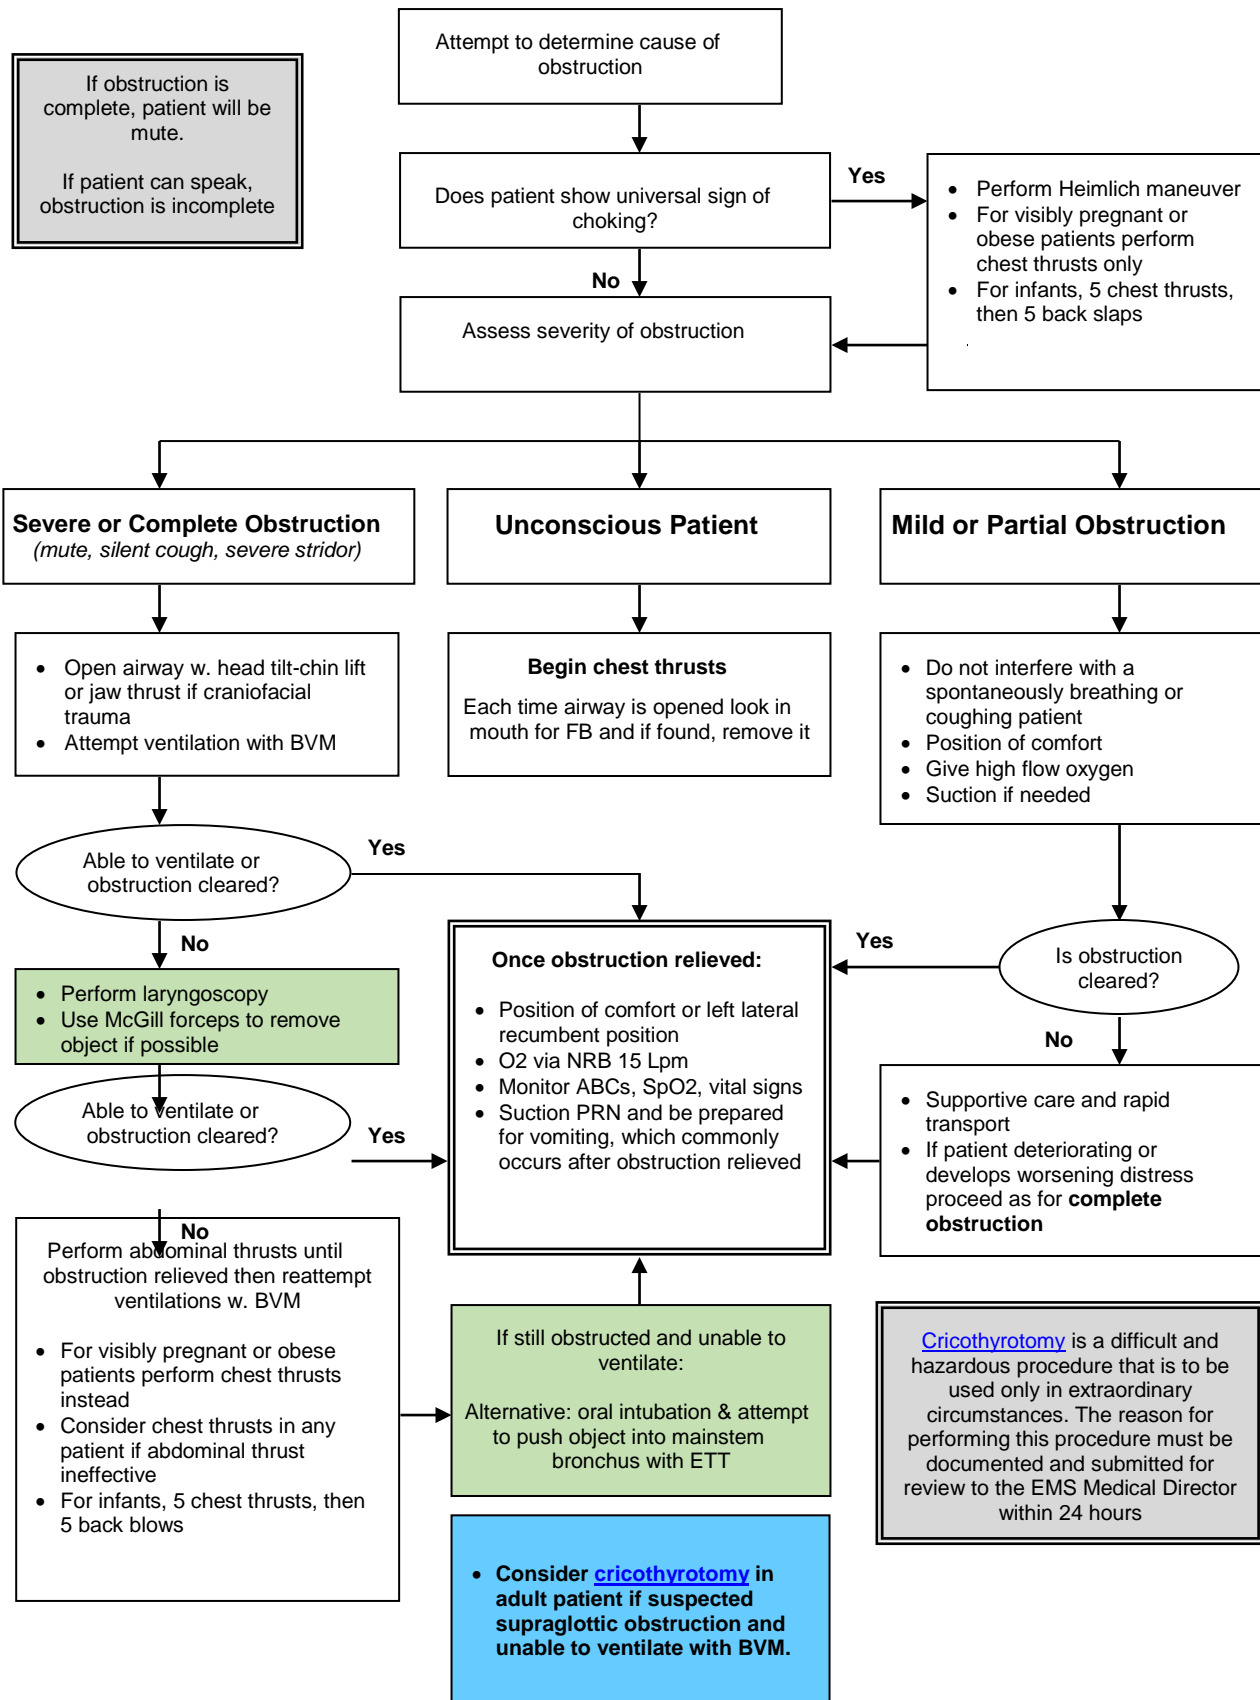 Attempt to determine cause of
obstruction
If obstruction is
complete, patient will be
mute.
If patient can speak,
obstruction is incomplete
Does patient show universal sign of
choking?
Yes
• Perform Heimlich maneuver
• For visibly pregnant or
obese patients perform
chest thrusts only
• For infants, 5 chest thrusts,
then 5 back slaps
.
No
Assess severity of obstruction
Severe or Complete Obstruction
(mute, silent cough, severe stridor)
Unconscious Patient
Mild or Partial Obstruction
• Open airway w. head tilt-chin lift
or jaw thrust if craniofacial
trauma
• Attempt ventilation with BVM
Begin chest thrusts
Each time airway is opened look in
mouth for FB and if found, remove it
• Do not interfere with a
spontaneously breathing or
coughing patient
• Position of comfort
• Give high flow oxygen
• Suction if needed
Able to ventilate or
obstruction cleared?
Yes
No
• Perform laryngoscopy
• Use McGill forceps to remove
object if possible
Able to ventilate or
obstruction cleared?
Yes
Once obstruction relieved:
• Position of comfort or left lateral
recumbent position
• O2 via NRB 15 Lpm
• Monitor ABCs, SpO2, vital signs
• Suction PRN and be prepared
for vomiting, which commonly
occurs after obstruction relieved
Yes
Is obstruction
cleared?
No
• Supportive care and rapid
transport
• If patient deteriorating or
develops worsening distress
proceed as for complete
obstruction
No
Perform abdominal thrusts until
obstruction relieved then reattempt
ventilations w. BVM
• For visibly pregnant or obese
patients perform chest thrusts
instead
• Consider chest thrusts in any
patient if abdominal thrust
ineffective
• For infants, 5 chest thrusts, then
5 back blows
If still obstructed and unable to
ventilate:
Alternative: oral intubation & attempt
to push object into mainstem
bronchus with ETT
• Consider cricothyrotomy in
adult patient if suspected
supraglottic obstruction and
unable to ventilate with BVM.
Cricothyrotomy is a difficult and
hazardous procedure that is to be
used only in extraordinary
circumstances. The reason for
performing this procedure must be
documented and submitted for
review to the EMS Medical Director
within 24 hours